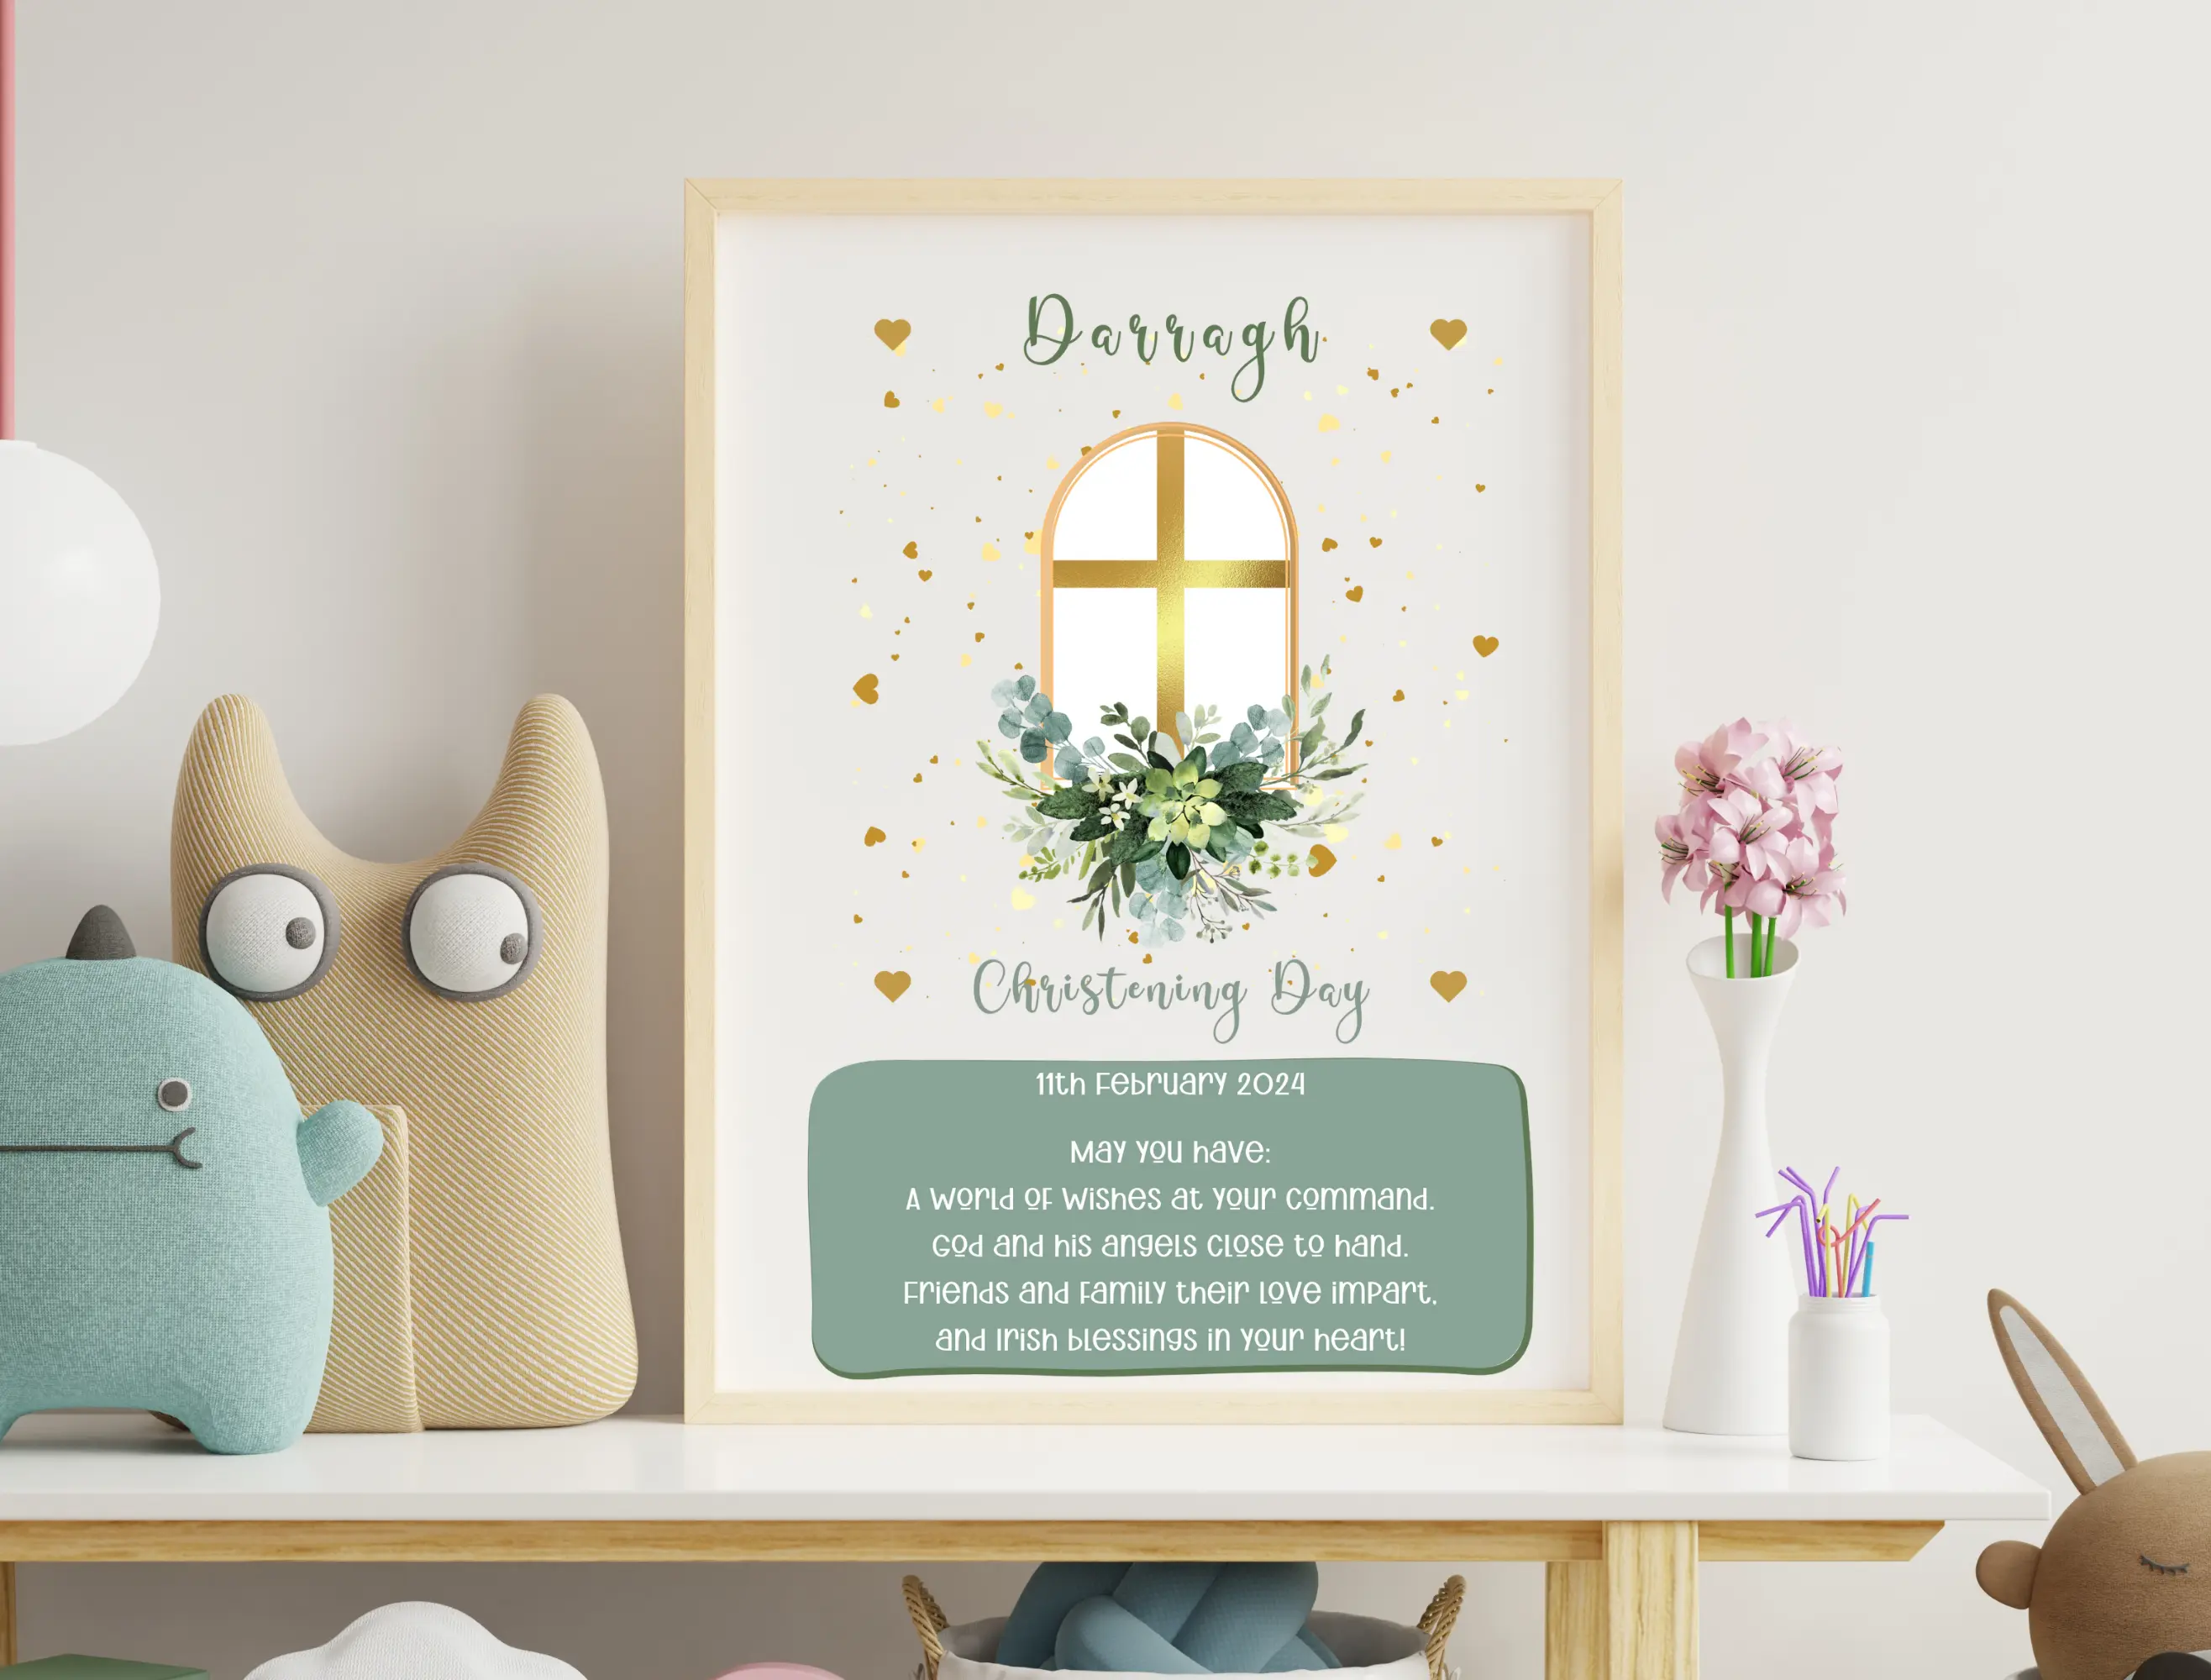 Darragh
Christening Day
11th February 2024
May you have:
A world of wishes at your command.
God and his angels close to hand.
Friends and family their love impart,
and Irish blessings in your heart!